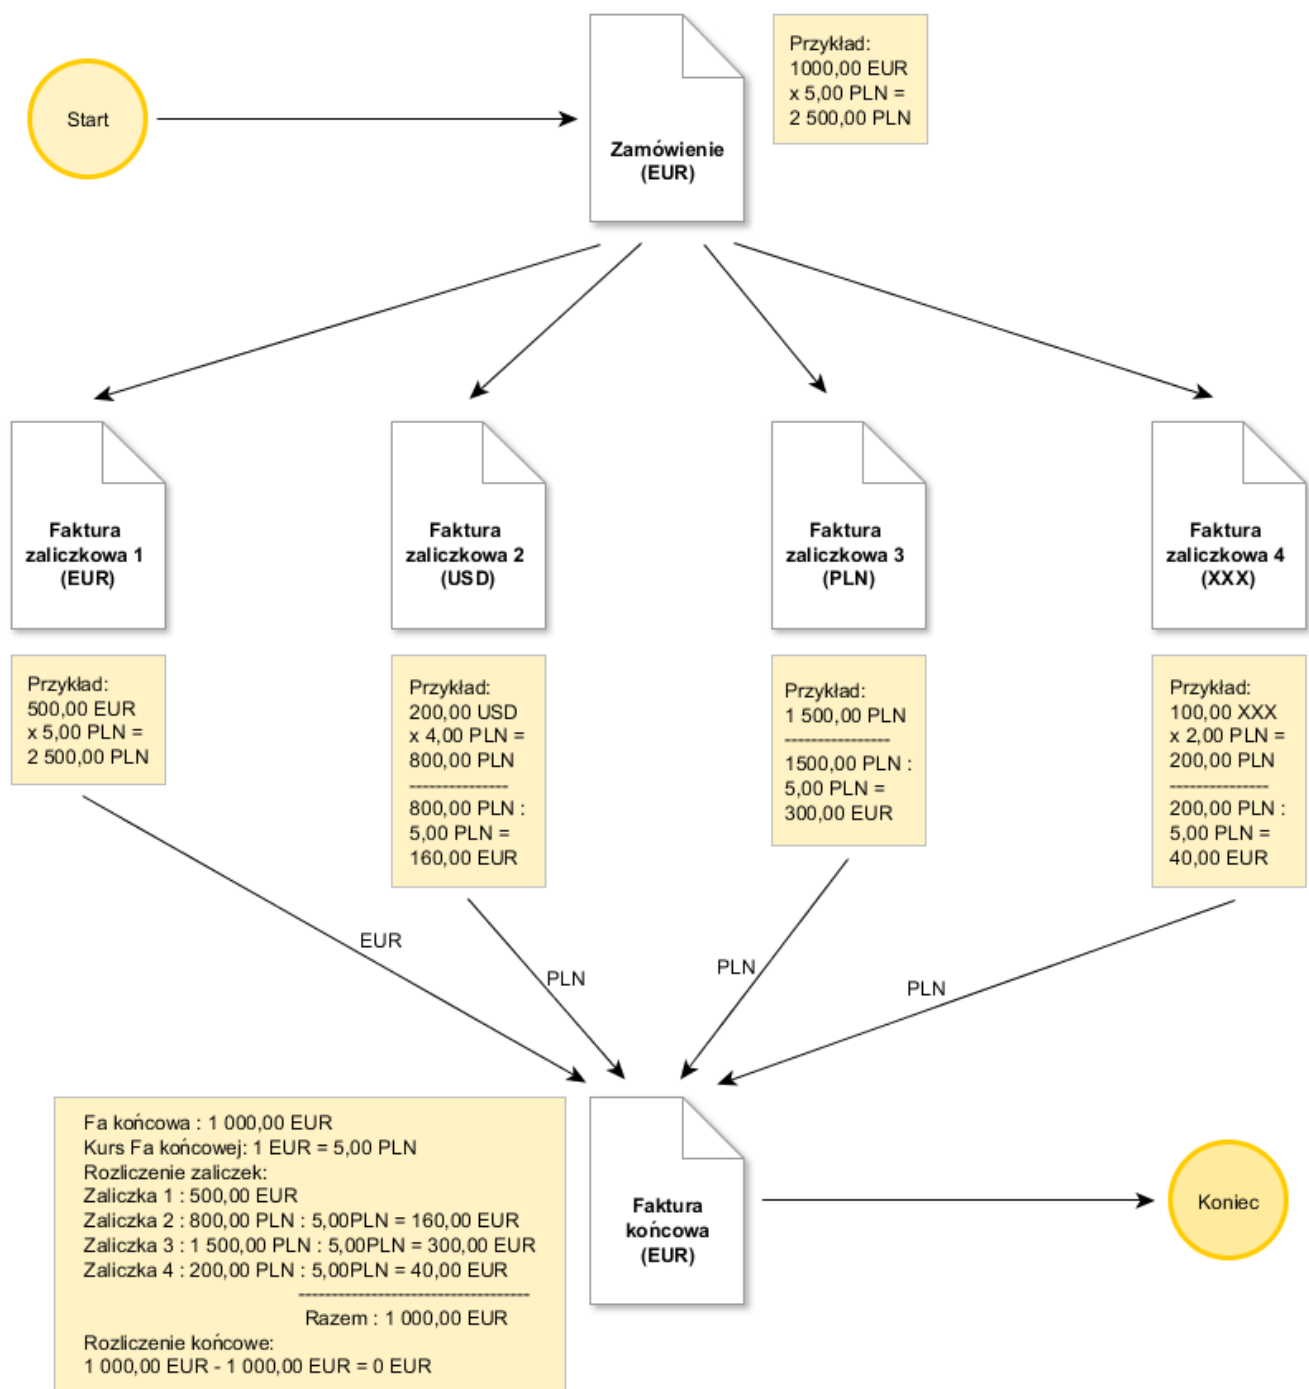 Start
Zamówienie
(EUR)
Przykład:
1000,00 EUR
x 5,00 PLN =
2 500,00 PLN
Faktura
zaliczkowa 1
(EUR)
Faktura
zaliczkowa 2
(USD)
Faktura
zaliczkowa 3
(PLN)
Faktura
zaliczkowa 4
(XXX)
Przykład:
500,00 EUR
x 5,00 PLN =
2 500,00 PLN
Przykład:
200,00 USD
x 4,00 PLN =
800,00 PLN
---------------
800,00 PLN :
5,00 PLN =
160,00 EUR
Przykład:
1 500,00 PLN
----------------
1500,00 PLN :
5,00 PLN =
300,00 EUR
Przykład:
100,00 XXX
x 2,00 PLN =
200,00 PLN
---------------
200,00 PLN :
5,00 PLN =
40,00 EUR
EUR
PLN
PLN
PLN
Fa końcowa : 1 000,00 EUR
Kurs Fa końcowej: 1 EUR = 5,00 PLN
Rozliczenie zaliczek:
Zaliczka 1 : 500,00 EUR
Zaliczka 2 : 800,00 PLN : 5,00PLN = 160,00 EUR
Zaliczka 3 : 1 500,00 PLN : 5,00PLN = 300,00 EUR
Zaliczka 4 : 200,00 PLN : 5,00PLN = 40,00 EUR
-----------------------------------
Razem : 1 000,00 EUR
Rozliczenie końcowe:
1 000,00 EUR - 1 000,00 EUR = 0 EUR
Faktura
końcowa
(EUR)
Koniec